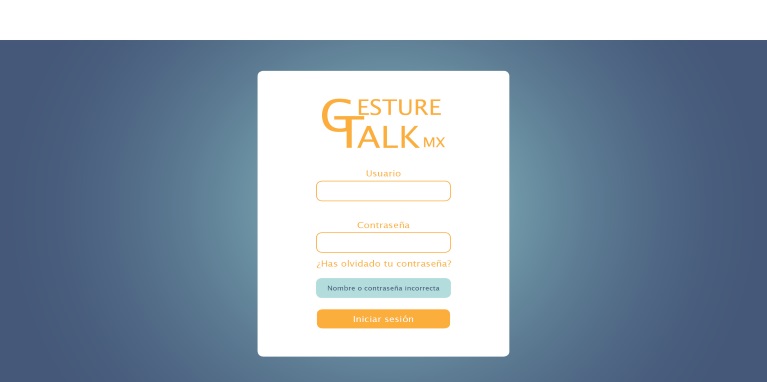 GESTURE
TALK MX
Usuario
Contraseña
¿Has olvidado tu contraseña?
Nombre o contraseña incorrecta
Iniciar sesión